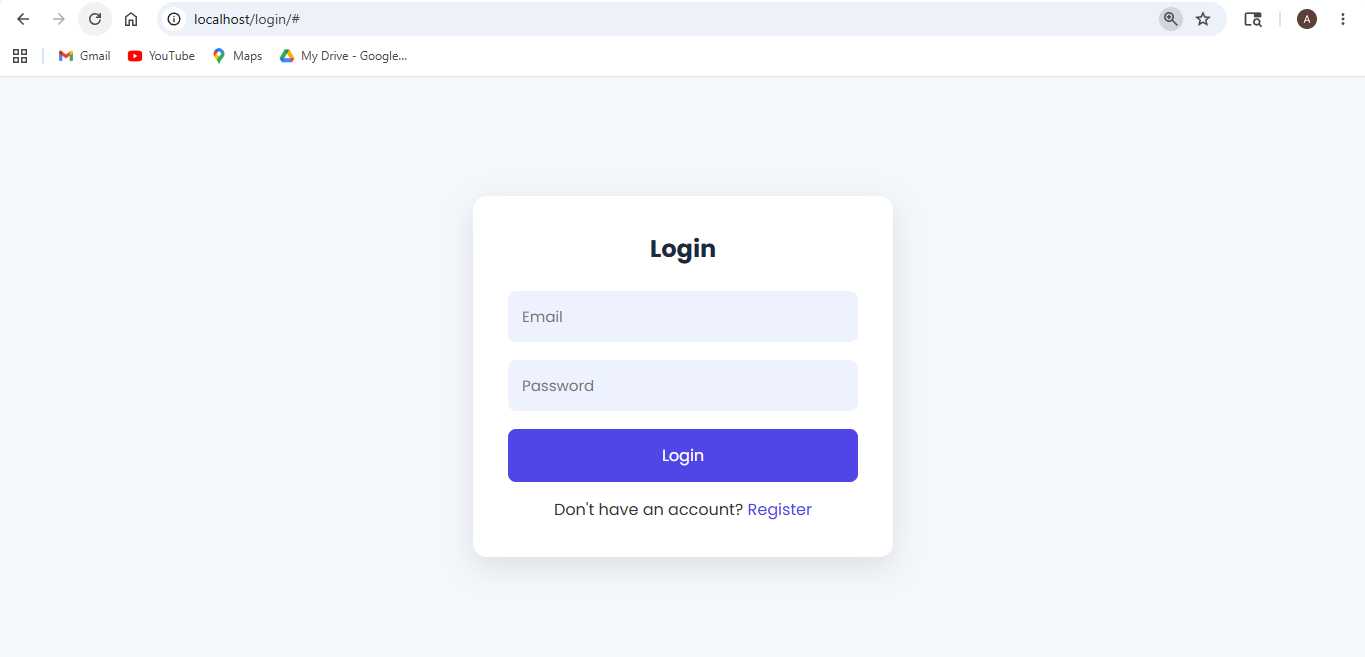 localhost/login/#
A
Gmail YouTube Maps My Drive - Google...
Login
Email
Password
Login
Don't have an account? Register